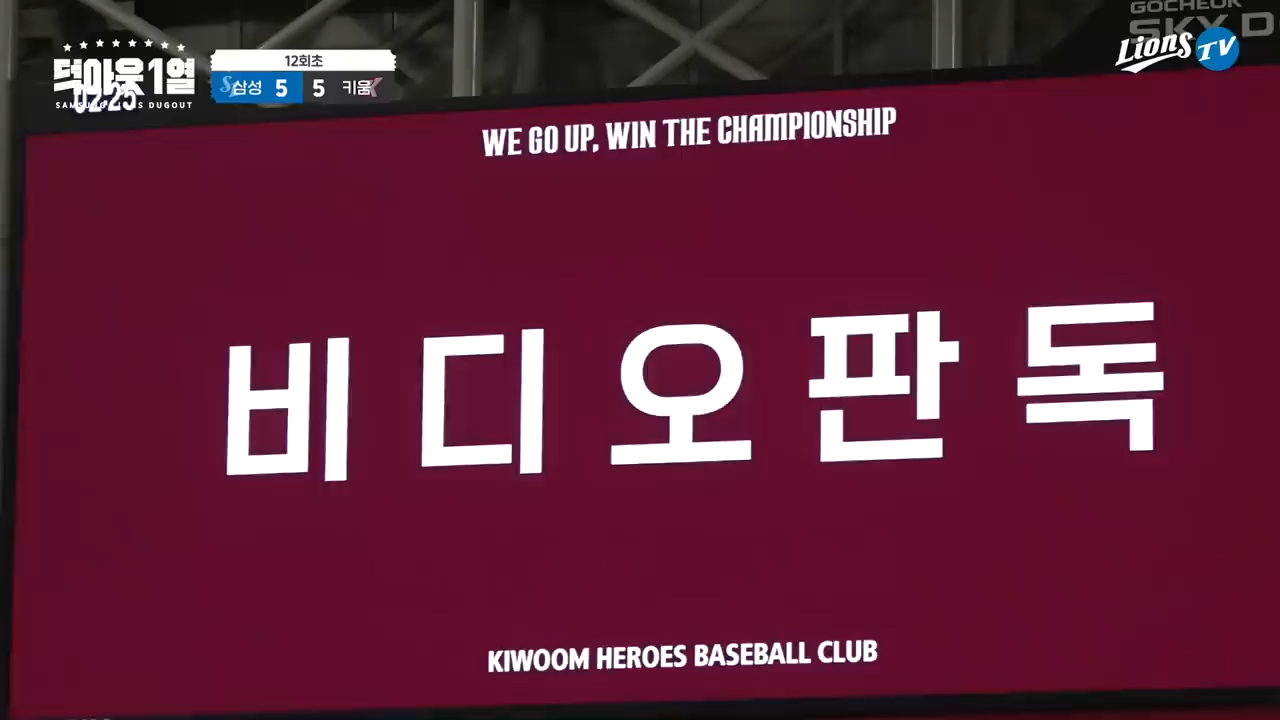 GOCHEOK
SKY D
Lions TV
덕아웃 1열
SAMSUNG LIONS DUGOUT
12회초
삼성 5 5 키움
WE GO UP, WIN THE CHAMPIONSHIP
비디오판독
KIWOOM HEROES BASEBALL CLUB